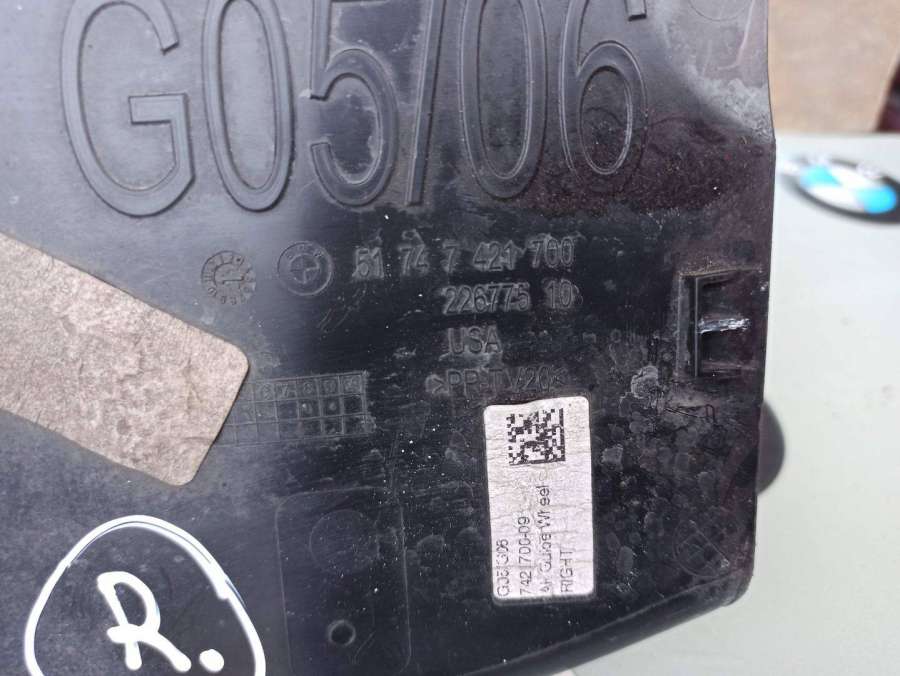 G05/06
51 74 7 421 700
226775 10
USA
>PP-TV20<
G05/G06
7421700-09
Air Guide Wheel
RIGHT
R.